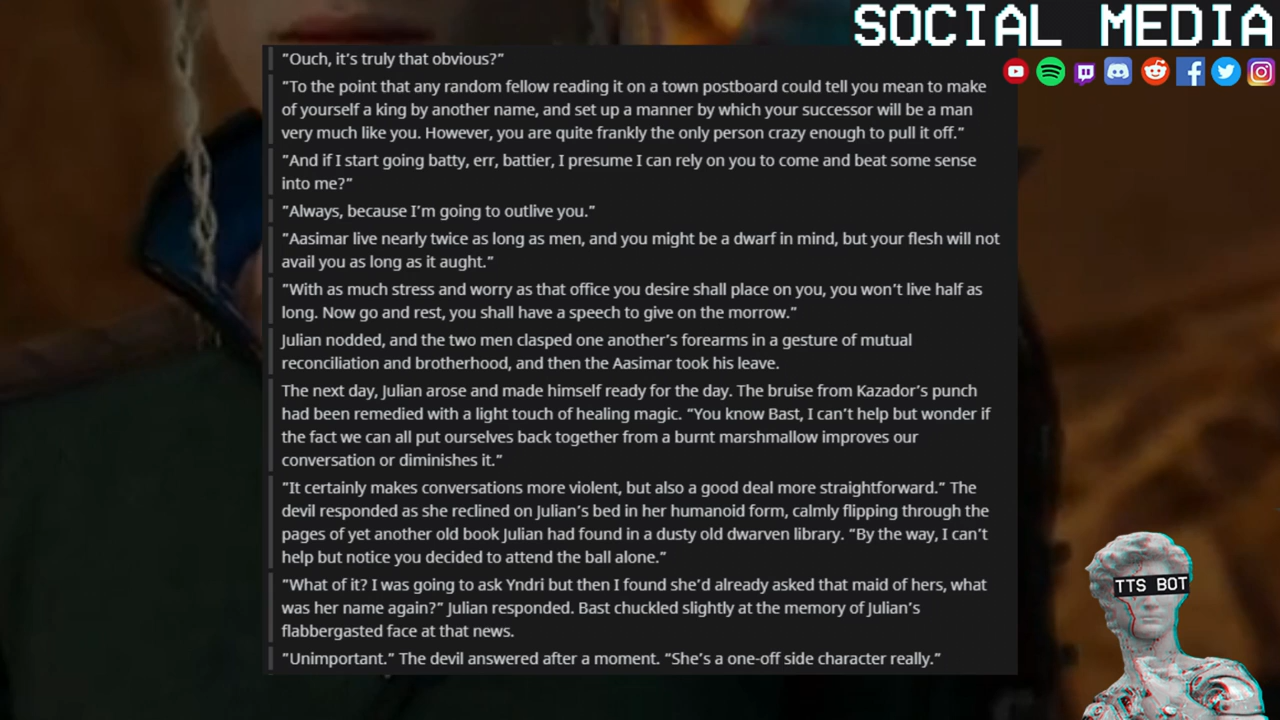 SOCIAL MEDIA
"Ouch, it's truly that obvious?"
"To the point that any random fellow reading it on a town postboard could tell you mean to make
of yourself a king by another name, and set up a manner by which your successor will be a man
very much like you. However, you are quite frankly the only person crazy enough to pull it off."
"And if I start going batty, err, battier, I presume I can rely on you to come and beat some sense
into me?"
"Always, because I'm going to outlive you."
"Aasimar live nearly twice as long as men, and you might be a dwarf in mind, but your flesh will not
avail you as long as it aught."
"With as much stress and worry as that office you desire shall place on you, you won't live half as
long. Now go and rest, you shall have a speech to give on the morrow."
Julian nodded, and the two men clasped one another's forearms in a gesture of mutual
reconciliation and brotherhood, and then the Aasimar took his leave.
The next day, Julian arose and made himself ready for the day. The bruise from Kazador's punch
had been remedied with a light touch of healing magic. "You know Bast, I can't help but wonder if
the fact we can all put ourselves back together from a burnt marshmallow improves our
conversation or diminishes it."
"It certainly makes conversations more violent, but also a good deal more straightforward." The
devil responded as she reclined on Julian's bed in her humanoid form, calmly flipping through the
pages of yet another old book Julian had found in a dusty old dwarven library. "By the way, I can't
help but notice you decided to attend the ball alone."
"What of it? I was going to ask Yndri but then I found she'd already asked that maid of hers, what
was her name again?" Julian responded. Bast chuckled slightly at the memory of Julian's
flabbergasted face at that news.
"Unimportant." The devil answered after a moment. "She's a one-off side character really."
TTS BOT